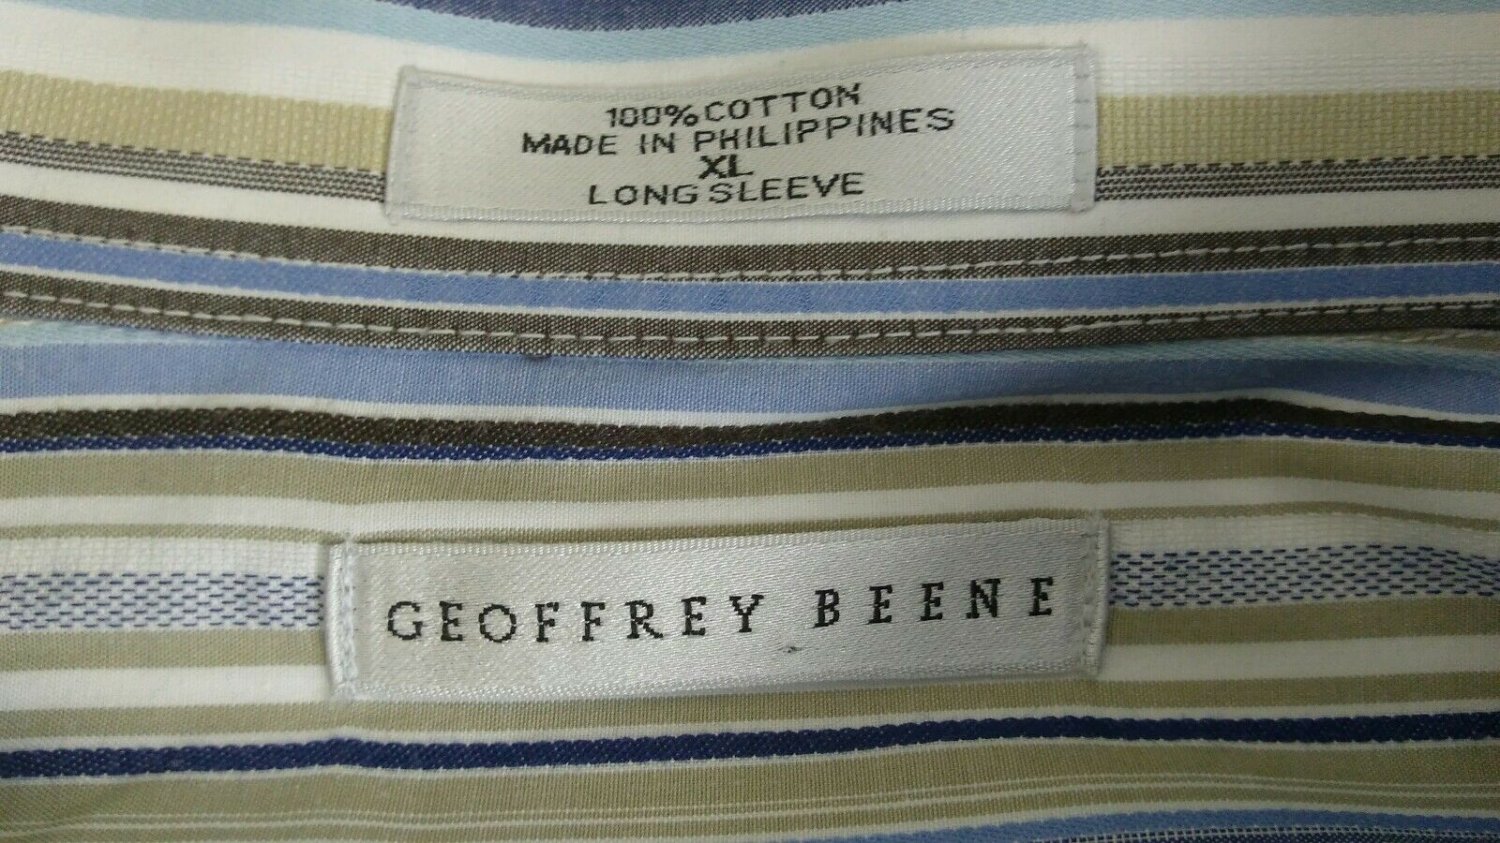 100% COTTON
MADE IN PHILIPPINES
XL
LONG SLEEVE
GEOFFREY BEENE